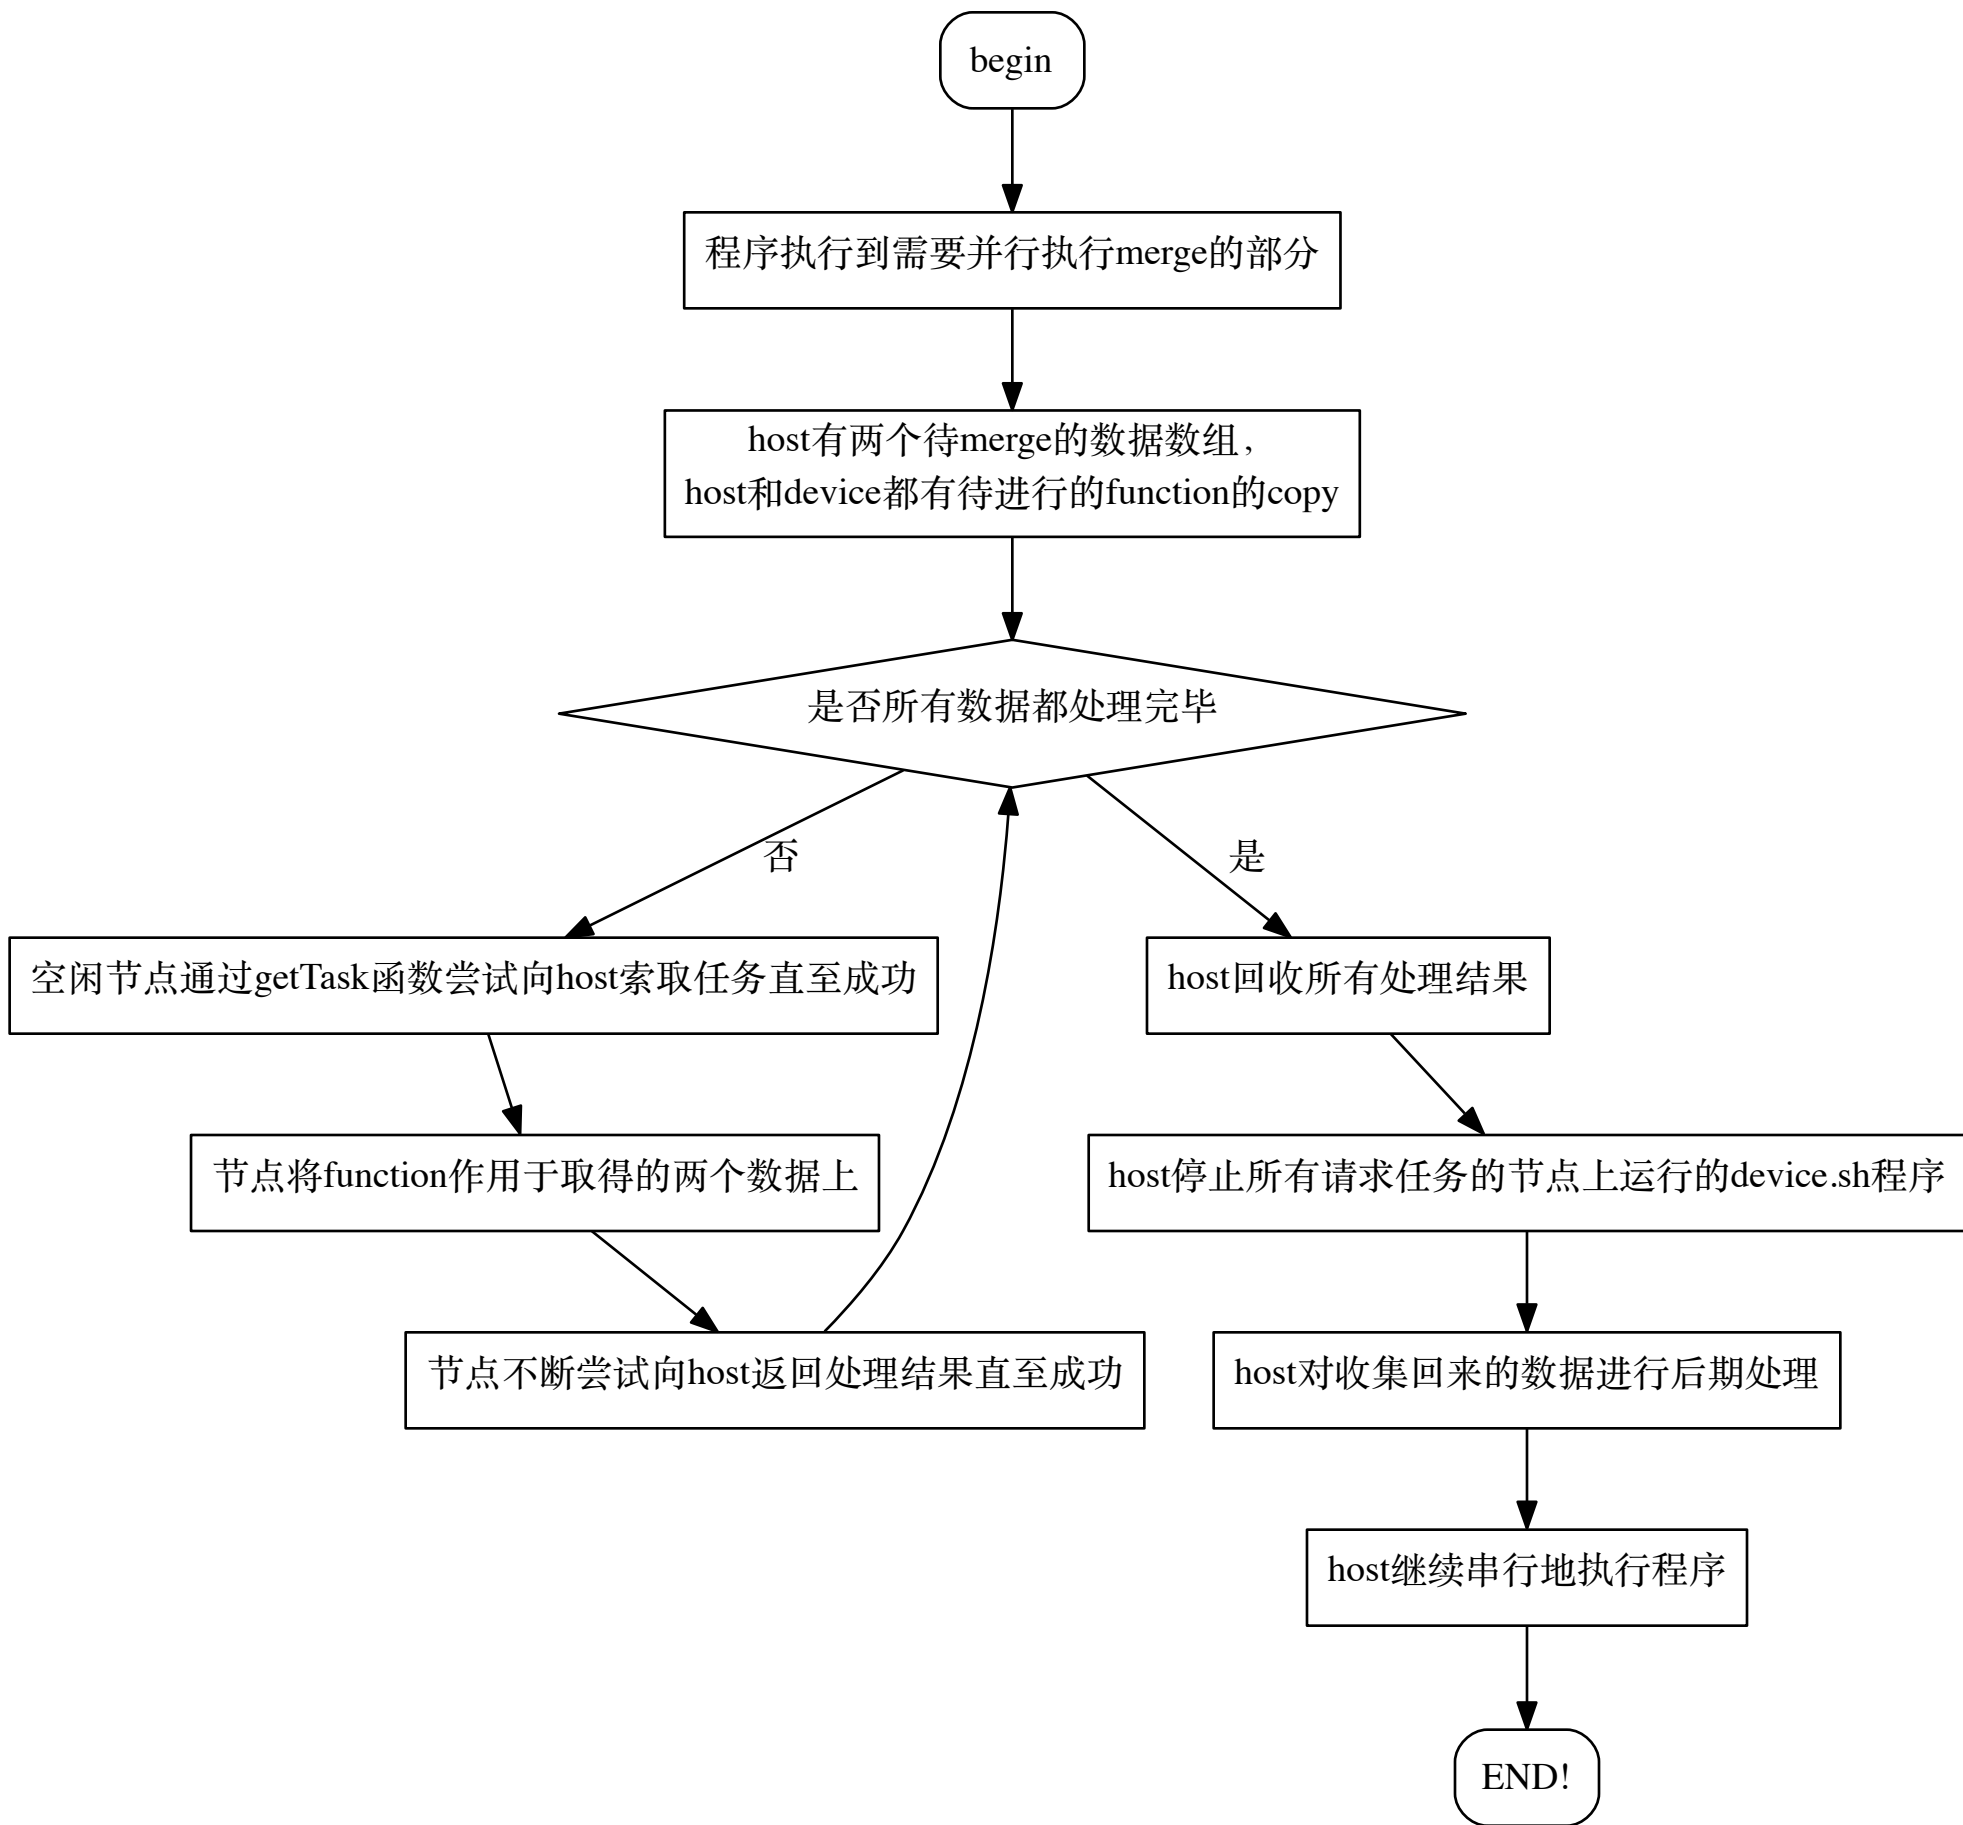 begin
程序执行到需要并行执行merge的部分
host有两个待merge的数据数组,
host和device都有待进行的function的copy
是否所有数据都处理完毕
否
是
空闲节点通过getTask函数尝试向host索取任务直至成功
host回收所有处理结果
节点将function作用于取得的两个数据上
host停止所有请求任务的节点上运行的device.sh程序
节点不断尝试向host返回处理结果直至成功
host对收集回来的数据进行后期处理
host继续串行地执行程序
END!